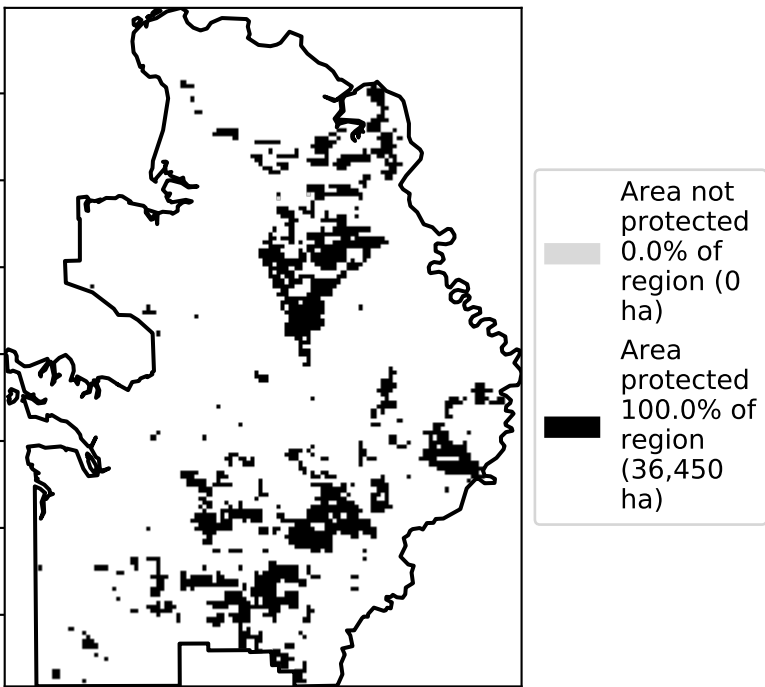 Area not
protected
0.0% of
region (0
ha)
Area
protected
100.0% of
region
(36,450
ha)